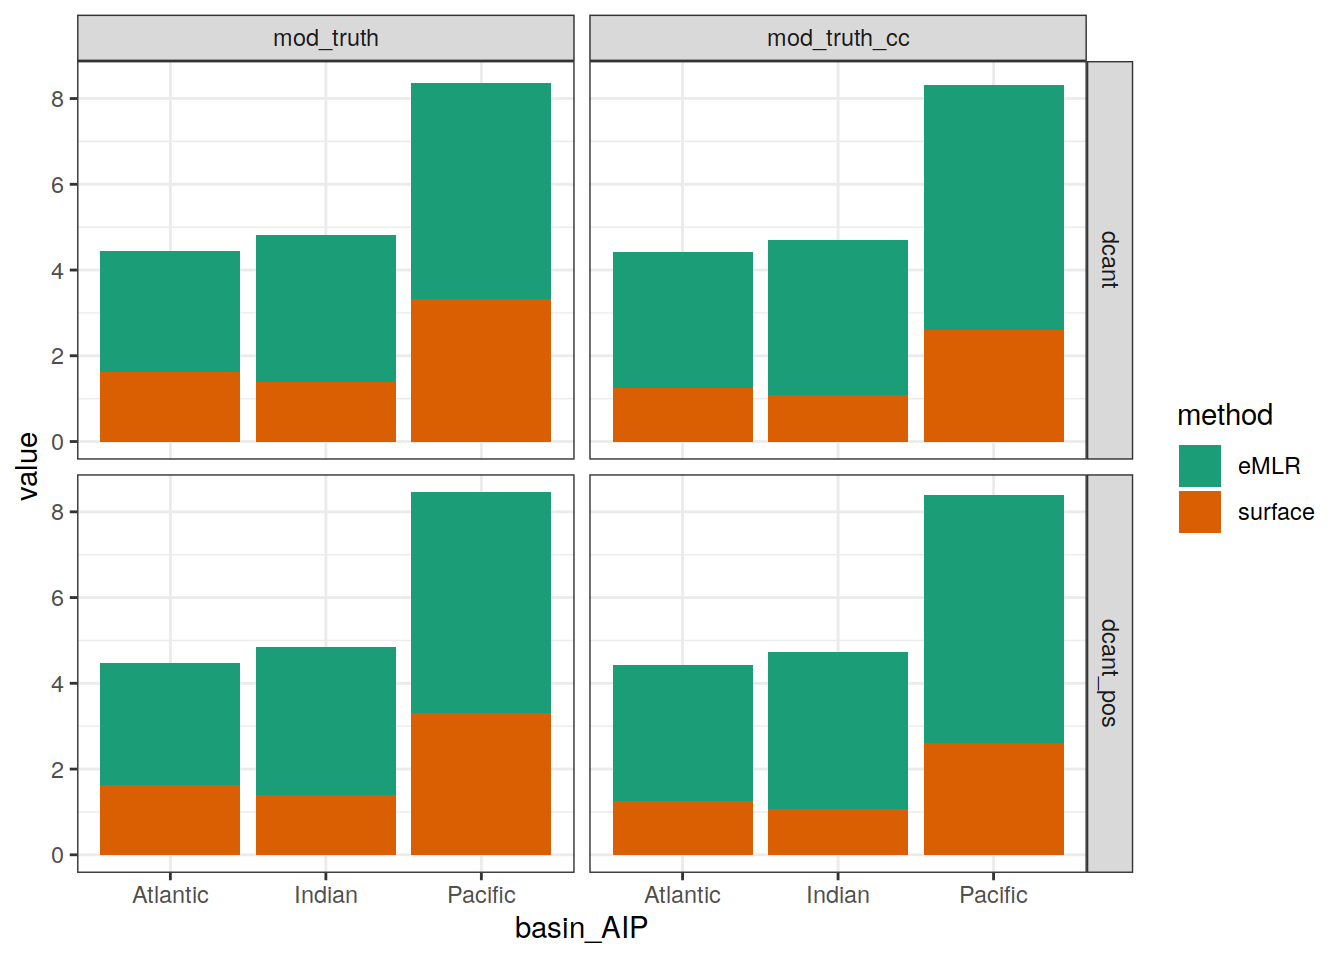 mod_truth
mod_truth_cc
8
6
4
2
0
dcant
8
6
4
2
0
dcant_pos
value
Atlantic
Indian
Pacific
Atlantic
Indian
Pacific
basin_AIP
method
eMLR
surface